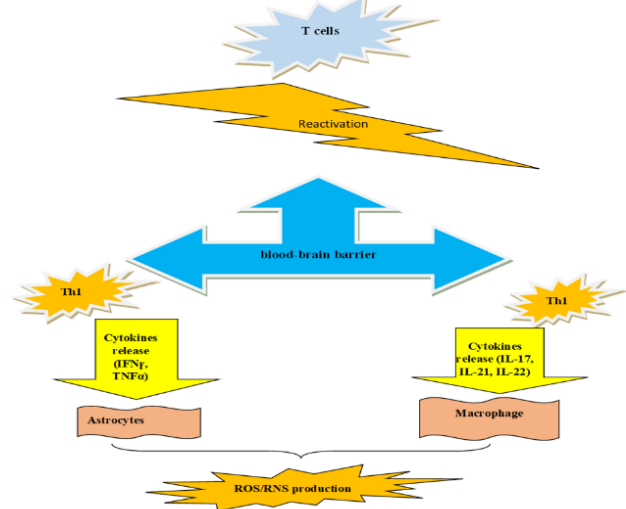 T cells
Reactivation
blood-brain barrier
Th1
Th1
Cytokines
release
(IFNɼ,
TNFα)
Cytokines
release (IL-17,
IL-21, IL-22)
Astrocytes
Macrophage
ROS/RNS production